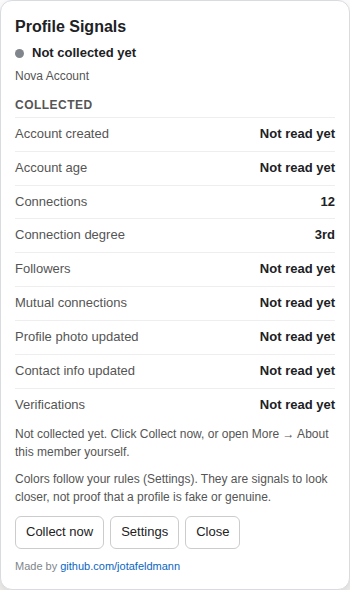 Profile Signals
Not collected yet
Nova Account
COLLECTED
Account created Not read yet
Account age Not read yet
Connections 12
Connection degree 3rd
Followers Not read yet
Mutual connections Not read yet
Profile photo updated Not read yet
Contact info updated Not read yet
Verifications Not read yet
Not collected yet. Click Collect now, or open More → About
this member yourself.
Colors follow your rules (Settings). They are signals to look
closer, not proof that a profile is fake or genuine.
Collect now Settings Close
Made by github.com/jotafeldmann